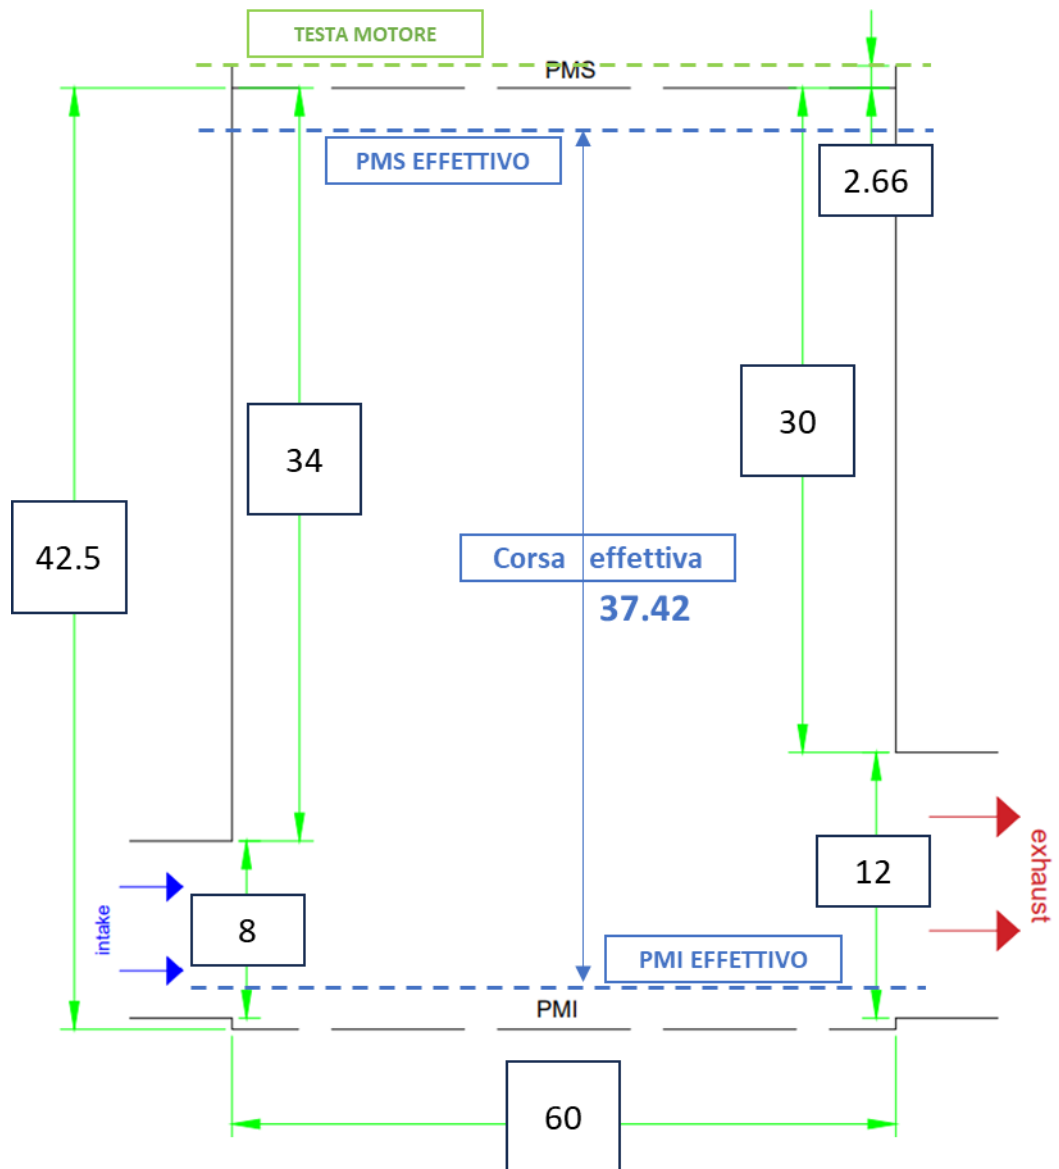 TESTA MOTORE
PMS
PMS EFFETTIVO
2.66
30
34
42.5
Corsa effettiva
37.42
12
exhaust
8
intake
PMI EFFETTIVO
PMI
60